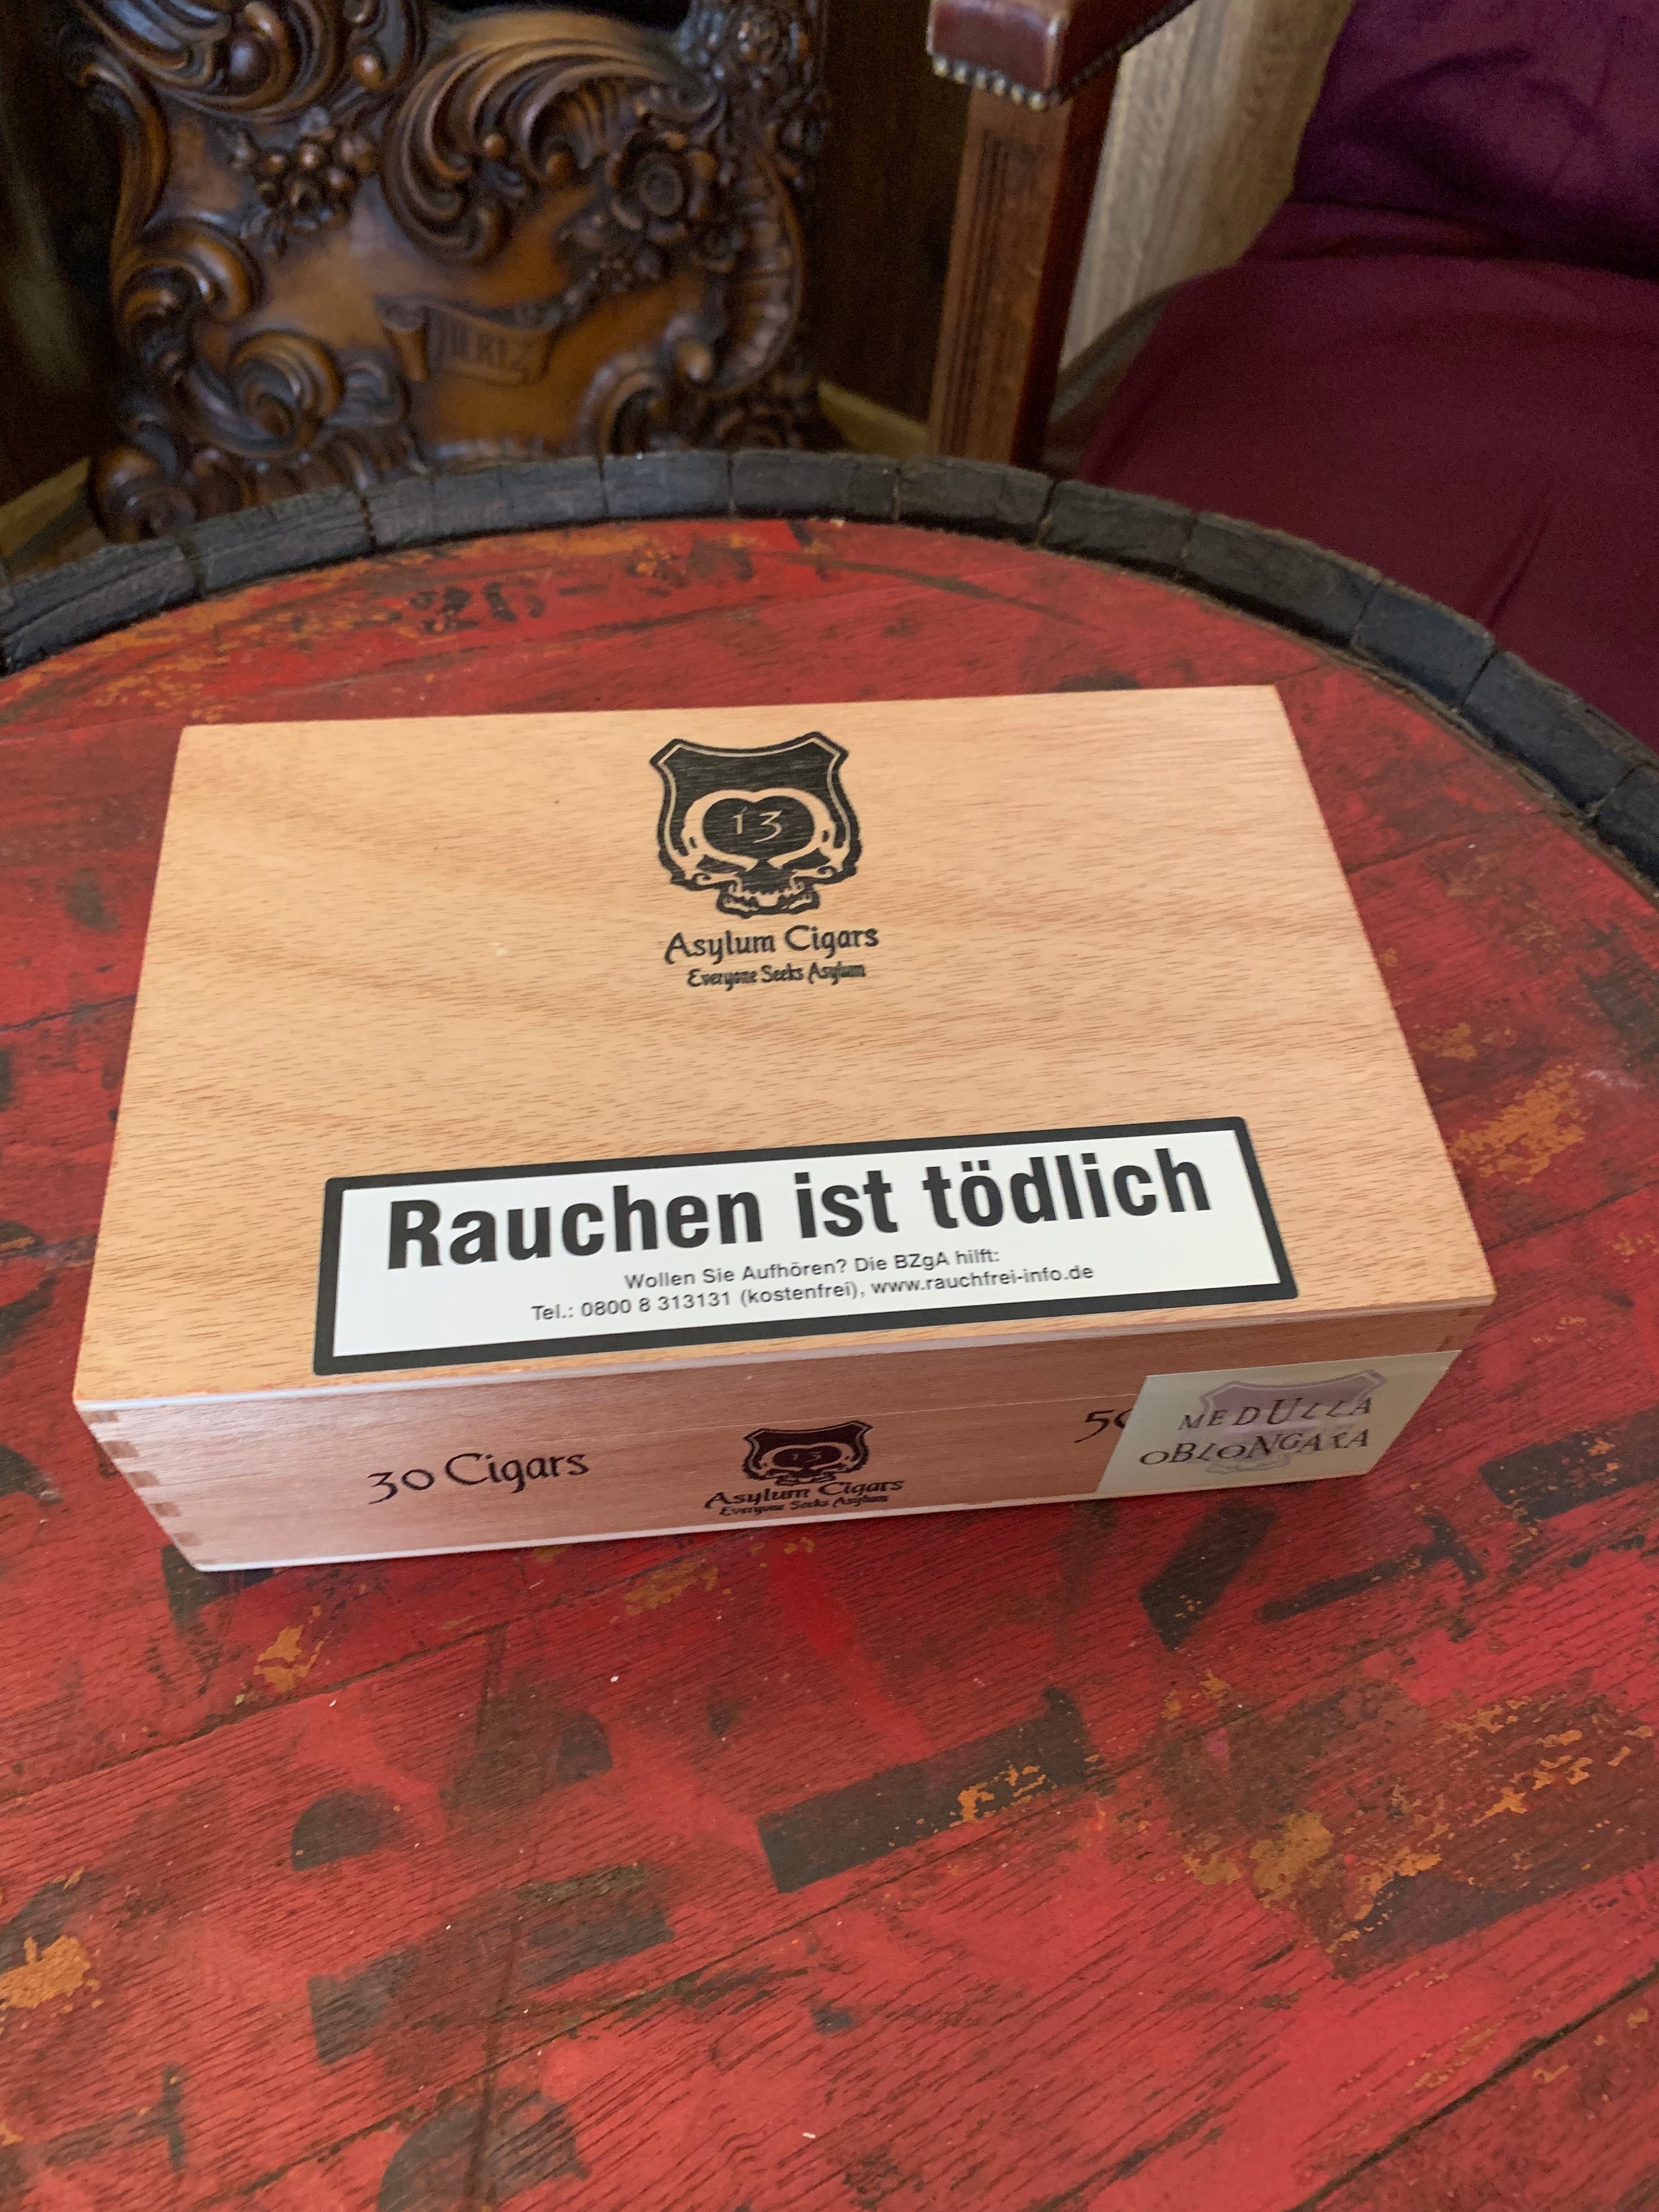 13
Asylum Cigars
Everyone Seeks Asylum
Rauchen ist tödlich
Wollen Sie Aufhören? Die BZgA hilft:
Tel.: 0800 8 313131 (kostenfrei), www.rauchfrei-info.de
30 Cigars
13
Asylum Cigars
Everyone Seeks Asylum
MEDULLA
OBLONGATA